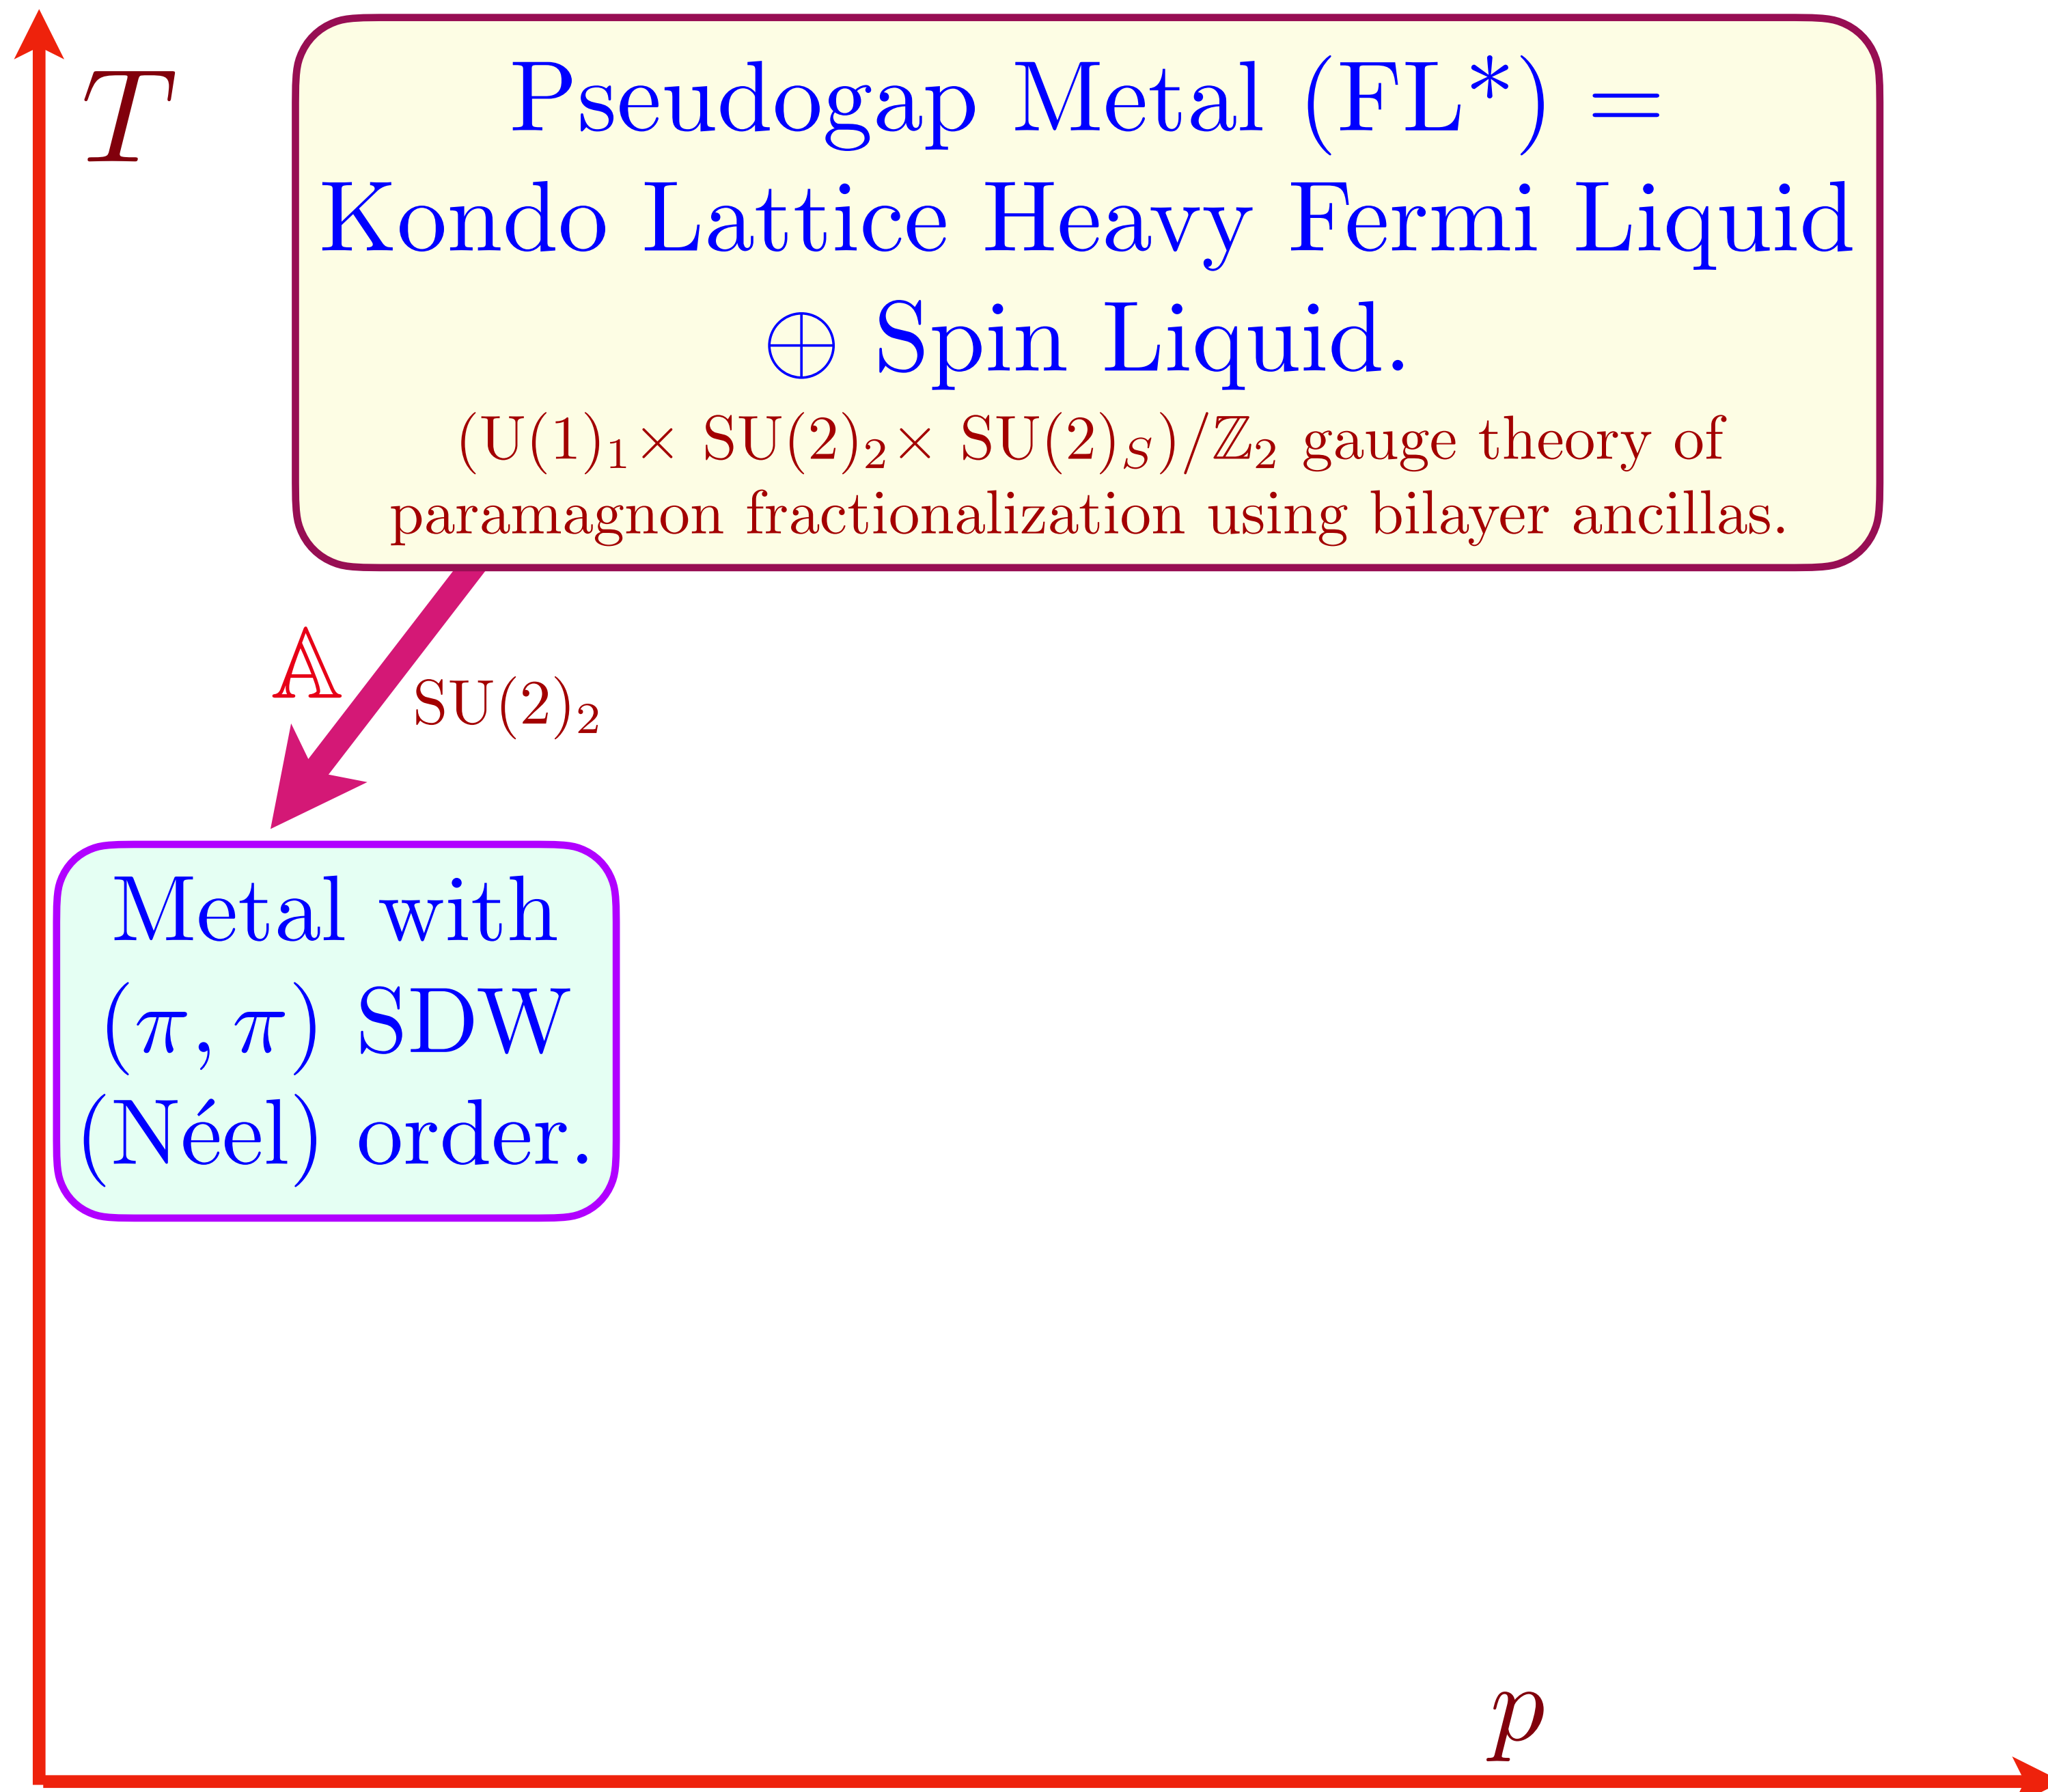 T
Pseudogap Metal (FL*) =
Kondo Lattice Heavy Fermi Liquid
⊕ Spin Liquid.
(U(1)₁× SU(2)₂× SU(2)_S)/ℤ₂ gauge theory of
paramagnon fractionalization using bilayer ancillas.
𝔸
SU(2)₂
Metal with
(π, π) SDW
(Néel) order.
p